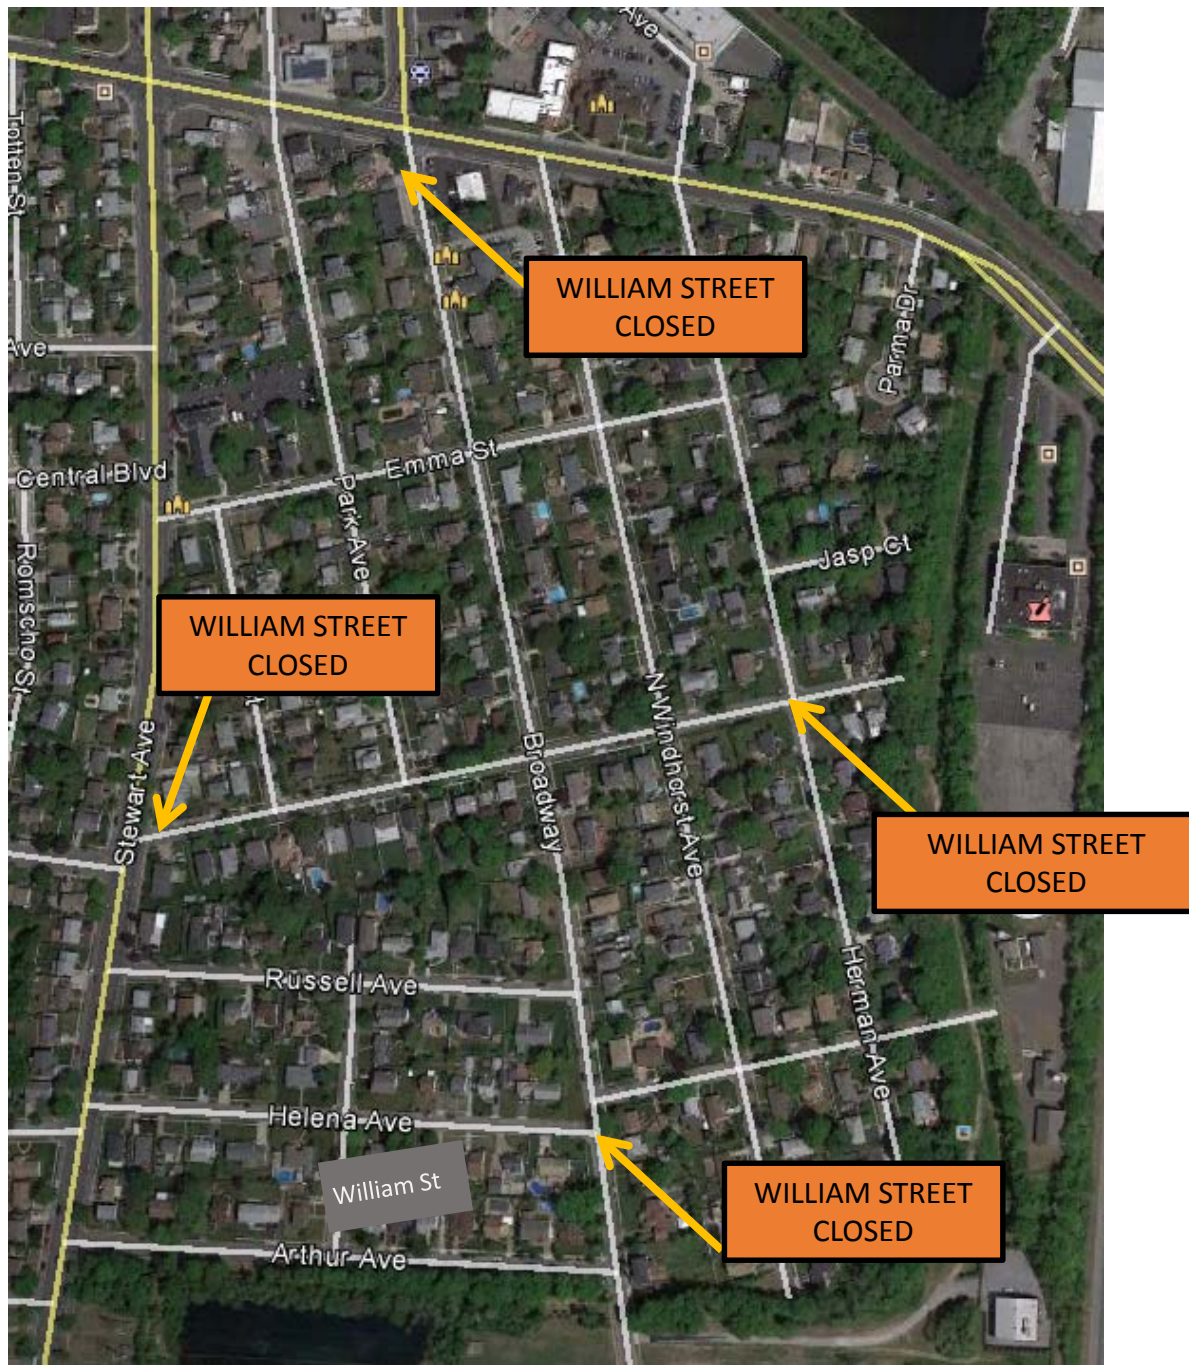 Ave
Totten St
WILLIAM STREET
CLOSED
Parma Dr
Ave
Central Blvd
Emma St
Park Ave
Jasp Ct
Romscho St
WILLIAM STREET
CLOSED
t
Stewart Ave
Broadway
N Windhorst Ave
WILLIAM STREET
CLOSED
Russell Ave
Herman Ave
Helena Ave
William St
WILLIAM STREET
CLOSED
Arthur Ave